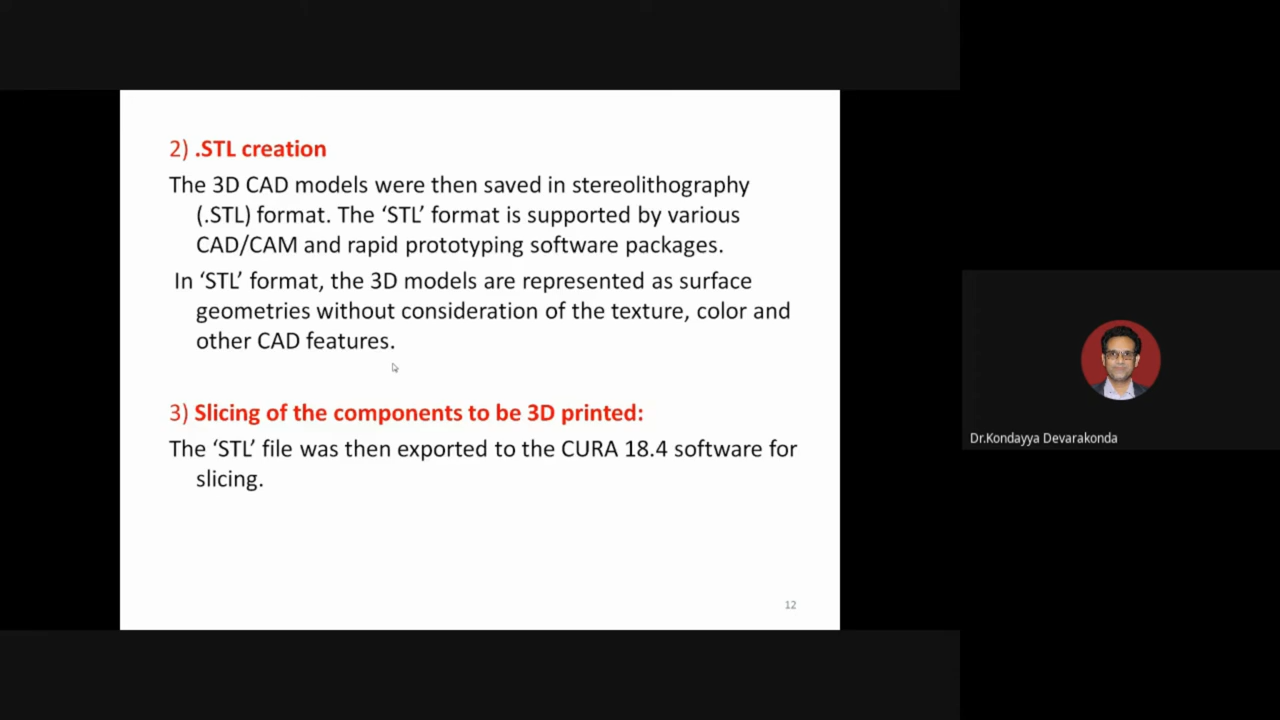 2) .STL creation
The 3D CAD models were then saved in stereolithography
(.STL) format. The ‘STL’ format is supported by various
CAD/CAM and rapid prototyping software packages.
In ‘STL’ format, the 3D models are represented as surface
geometries without consideration of the texture, color and
other CAD features.
3) Slicing of the components to be 3D printed:
The ‘STL’ file was then exported to the CURA 18.4 software for
slicing.
12
Dr.Kondayya Devarakonda